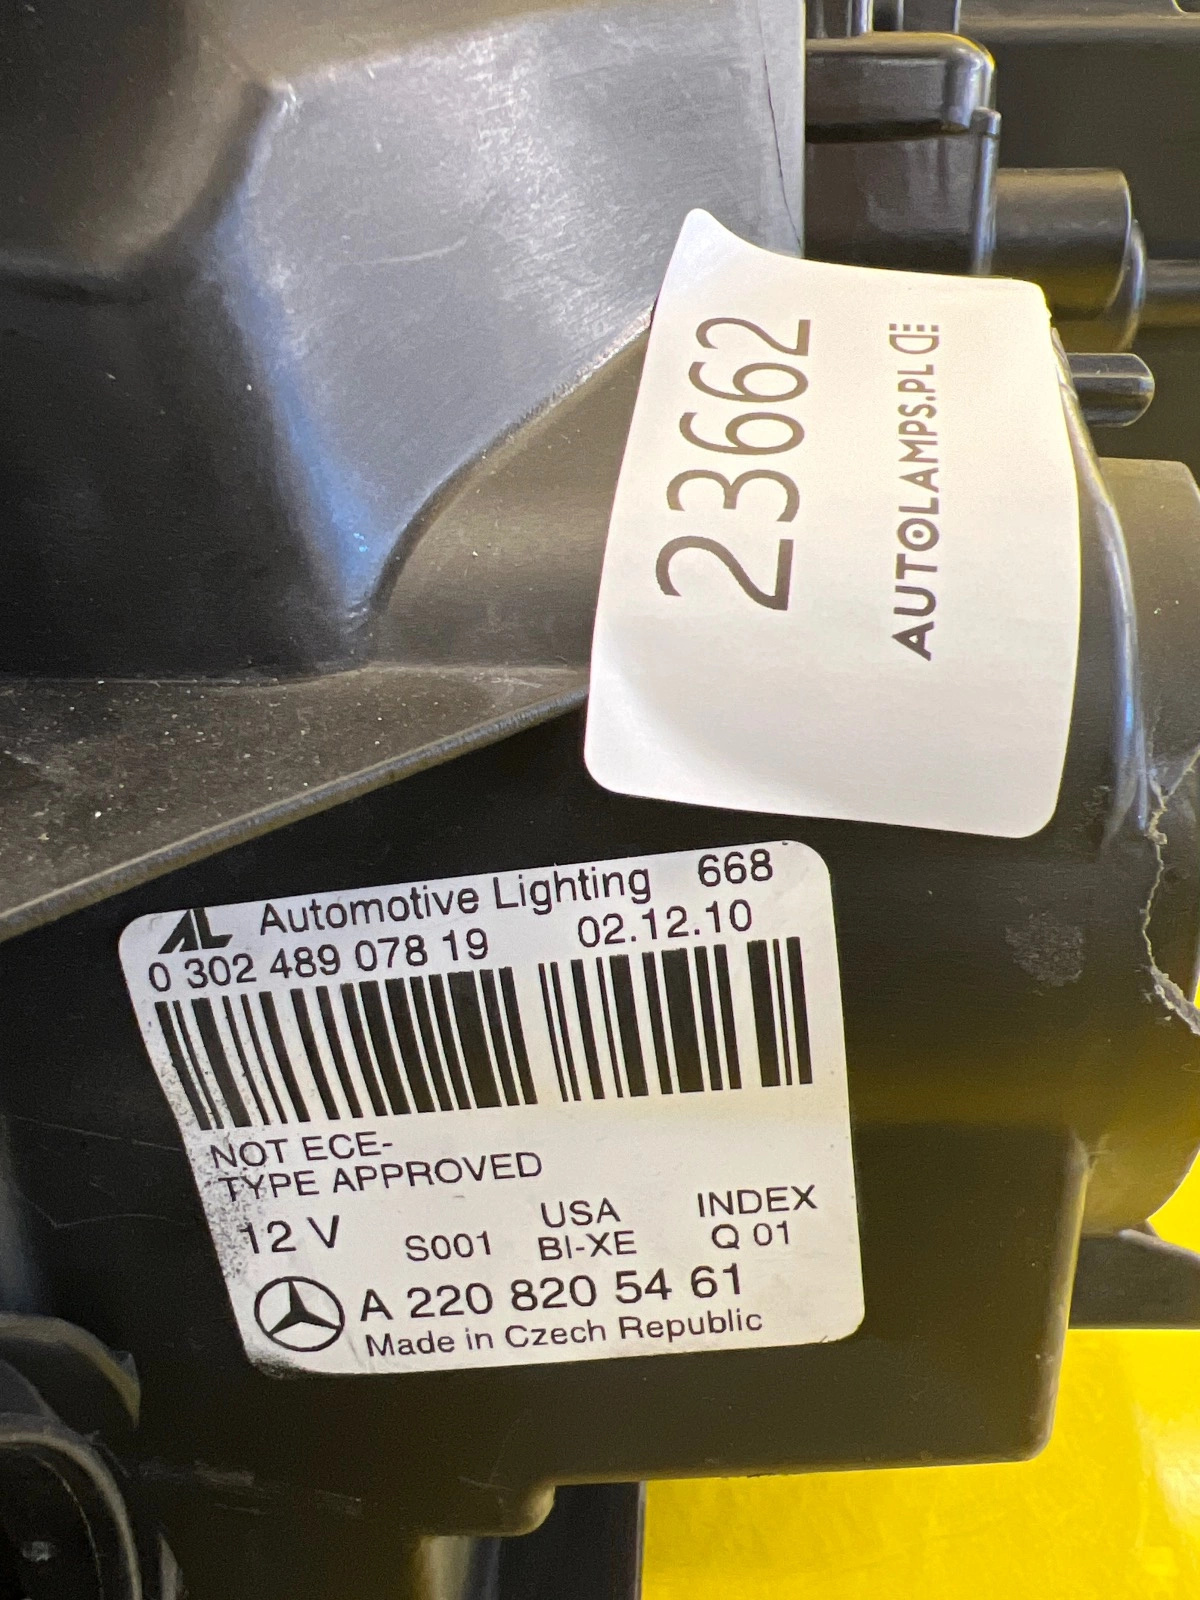 23662
AUTOLAMPS.PL
AL Automotive Lighting 668
0 302 489 078 19 02.12.10
NOT ECE-
TYPE APPROVED
12 V S001 USA BI-XE INDEX Q 01
A 220 820 54 61
Made in Czech Republic